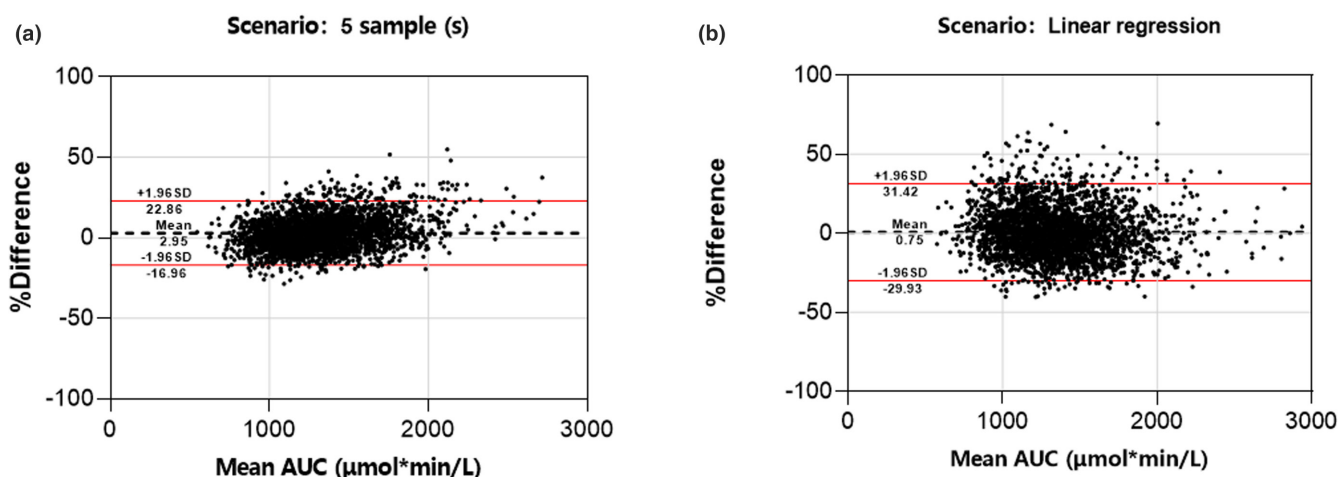 (a)
Scenario: 5 sample (s)
100
50
0
-50
-100
%Difference
+1.96SD
22.86
Mean
2.95
-1.96SD
-16.96
0
1000
2000
3000
Mean AUC (μmol*min/L)
(b)
Scenario: Linear regression
100
50
0
-50
-100
%Difference
+1.96SD
31.42
Mean
0.75
-1.96SD
-29.93
0
1000
2000
3000
Mean AUC (μmol*min/L)